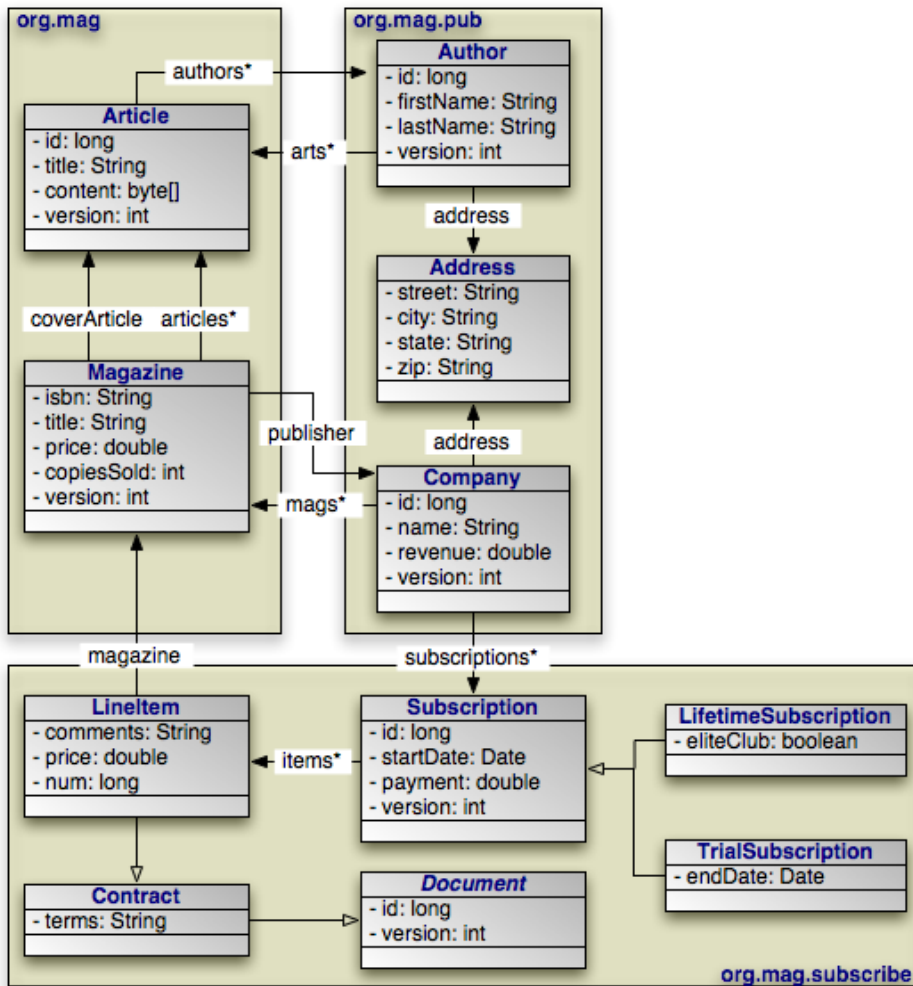 org.mag
org.mag.pub
Author
- id: long
- firstName: String
- lastName: String
- version: int
authors*
Article
- id: long
- title: String
- content: byte[]
- version: int
arts*
address
Address
- street: String
- city: String
- state: String
- zip: String
coverArticle
articles*
Magazine
- isbn: String
- title: String
- price: double
- copiesSold: int
- version: int
publisher
address
Company
- id: long
- name: String
- revenue: double
- version: int
mags*
magazine
subscriptions*
LineItem
- comments: String
- price: double
- num: long
items*
Subscription
- id: long
- startDate: Date
- payment: double
- version: int
LifetimeSubscription
- eliteClub: boolean
TrialSubscription
- endDate: Date
Contract
- terms: String
Document
- id: long
- version: int
org.mag.subscribe